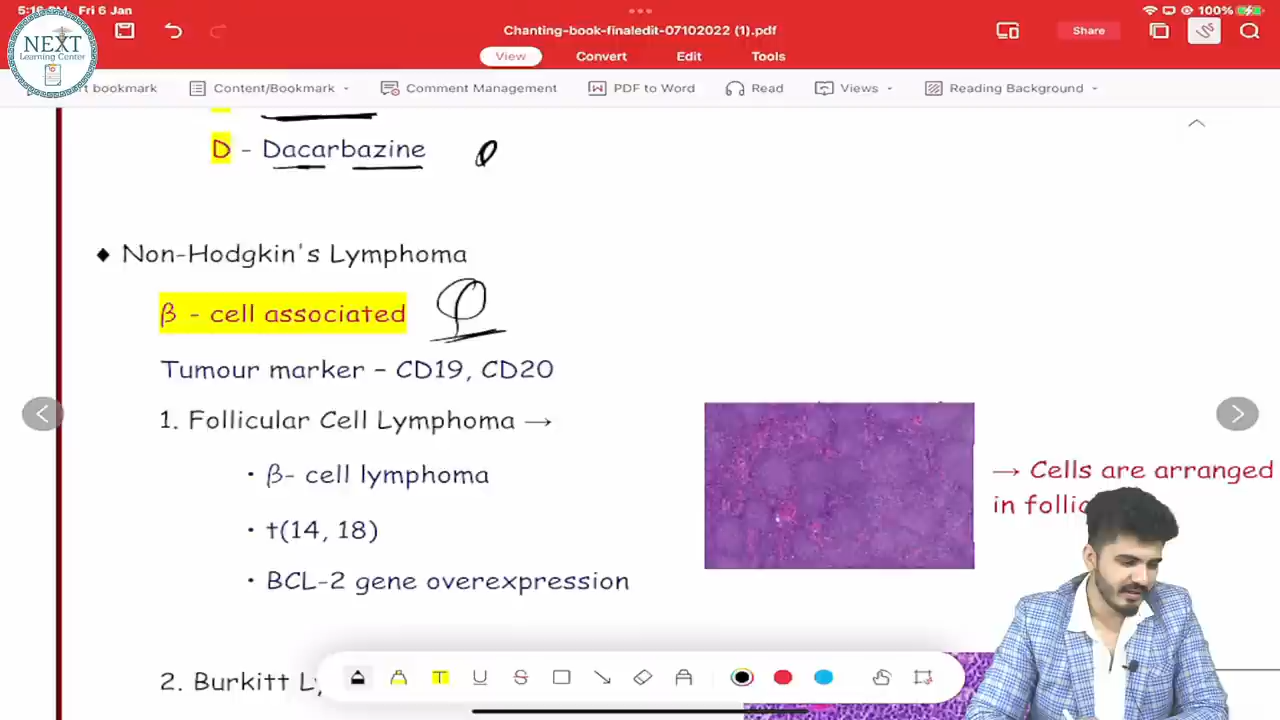 5:16 PM Fri 6 Jan
100%
NEXT
Learning Center
Chanting-book-finaledit-07102022 (1).pdf
Share
View
Convert
Edit
Tools
bookmark
Content/Bookmark
Comment Management
PDF to Word
Read
Views
Reading Background
D - Dacarbazine
◆ Non-Hodgkin's Lymphoma
β - cell associated
Tumour marker – CD19, CD20
1. Follicular Cell Lymphoma →
• β- cell lymphoma
• t(14, 18)
• BCL-2 gene overexpression
→ Cells are arranged
in
2. Burkitt